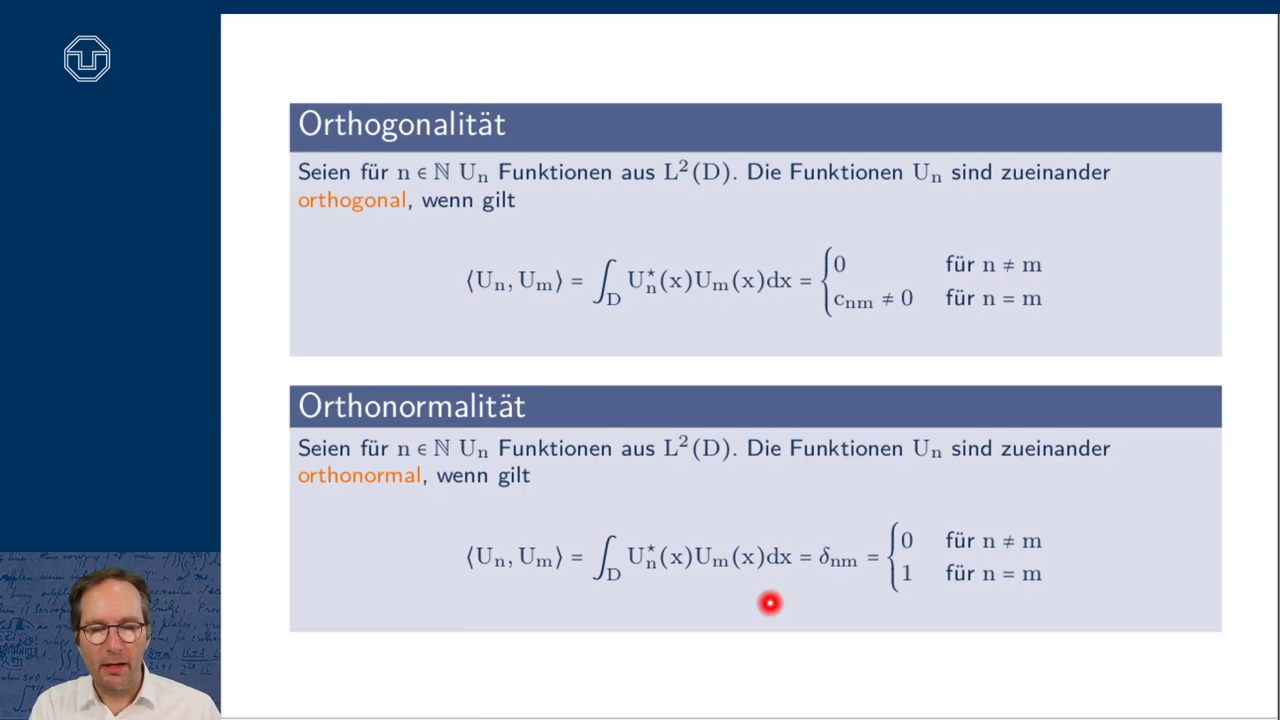 Orthogonalität
Seien für n ∈ ℕ Uₙ Funktionen aus L²(D). Die Funktionen Uₙ sind zueinander
orthogonal, wenn gilt
⟨Uₙ, Uₘ⟩ = ∫_D Uₙ*(x)Uₘ(x)dx = {0 für n ≠ m
cₙₘ ≠ 0 für n = m
Orthonormalität
Seien für n ∈ ℕ Uₙ Funktionen aus L²(D). Die Funktionen Uₙ sind zueinander
orthonormal, wenn gilt
⟨Uₙ, Uₘ⟩ = ∫_D Uₙ*(x)Uₘ(x)dx = δₙₘ = {0 für n ≠ m
1 für n = m